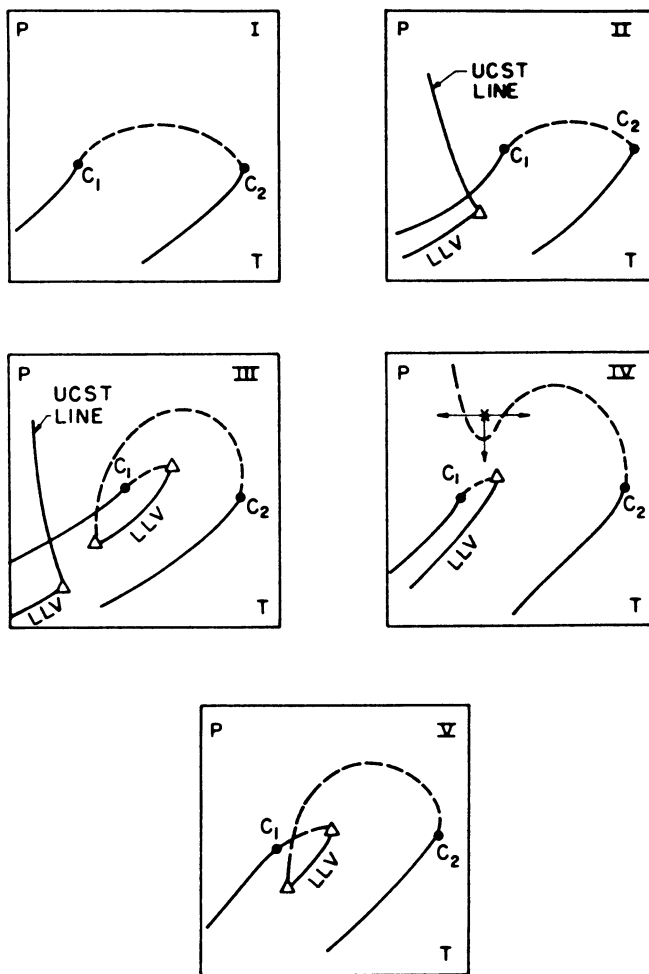 P I
C₁
C₂
T
P II
UCST
LINE
C₂
C₁
LLV
T
P III
UCST
LINE
C₁
C₂
LLV
LLV
T
P IV
C₁
C₂
LLV
T
P V
C₁
C₂
LLV
T